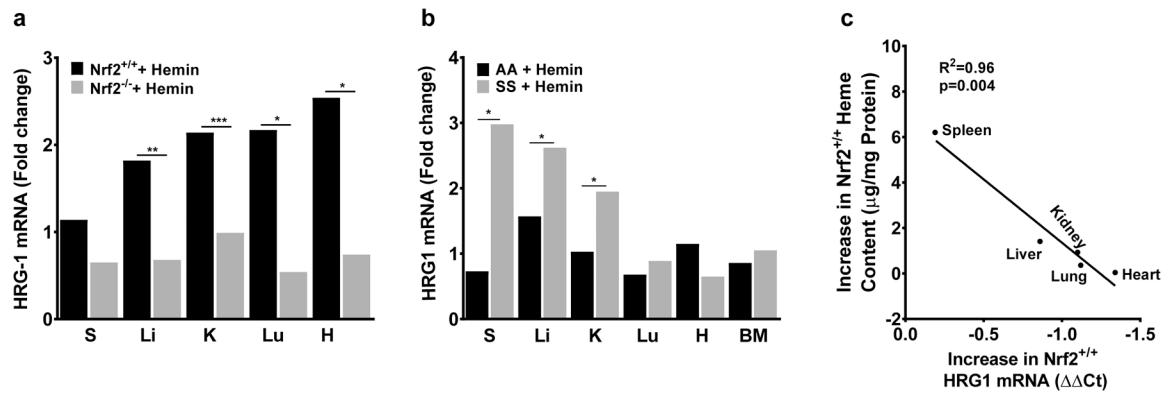 a
HRG-1 mRNA (Fold change)
3
2
1
0
Nrf2+/+ + Hemin
Nrf2-/- + Hemin
**
***
*
*
S Li K Lu H
b
HRG1 mRNA (Fold change)
4
3
2
1
0
AA + Hemin
SS + Hemin
*
*
*
S Li K Lu H BM
c
Increase in Nrf2+/+ Heme
Content (μg/mg Protein)
10
8
6
4
2
0
-2
R2=0.96
p=0.004
Spleen
Liver
Kidney
Lung
Heart
0.0 -0.5 -1.0 -1.5
Increase in Nrf2+/+
HRG1 mRNA (ΔΔCt)